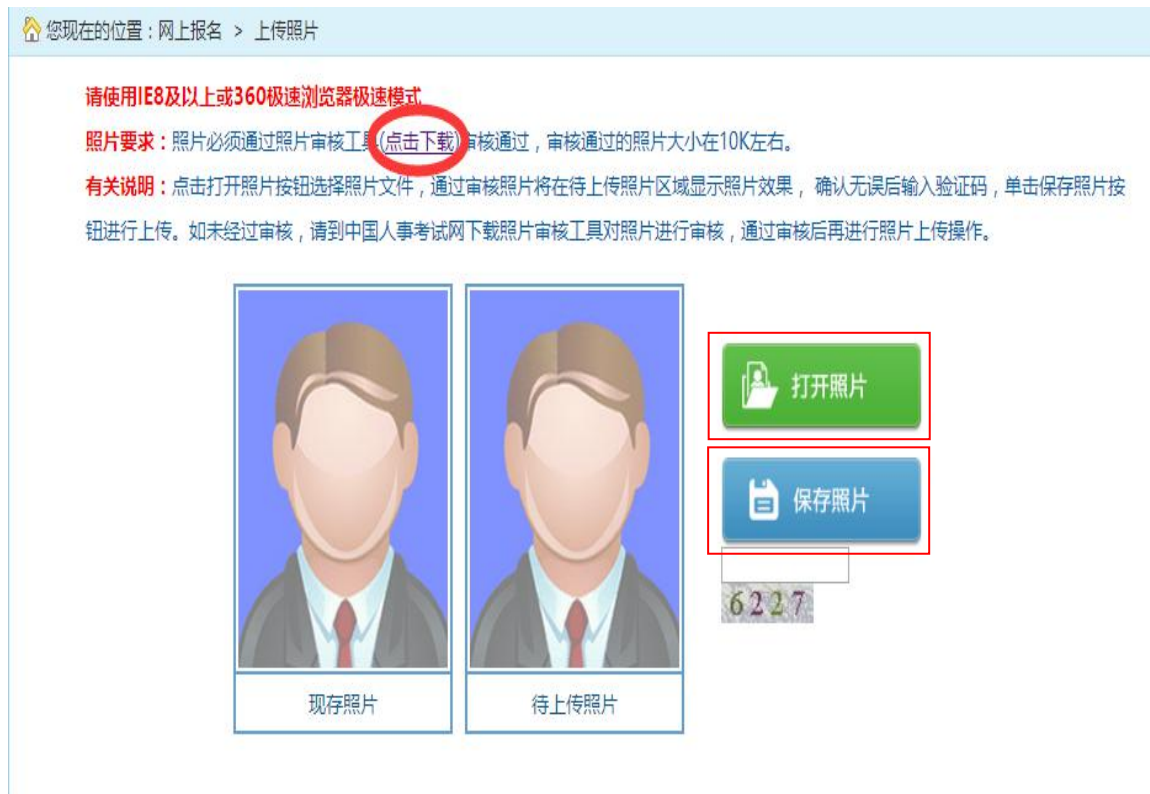 您现在的位置：网上报名 > 上传照片
请使用IE8及以上或360极速浏览器极速模式
照片要求：照片必须通过照片审核工具(点击下载)审核通过，审核通过的照片大小在10K左右。
有关说明：点击打开照片按钮选择照片文件，通过审核照片将在待上传照片区域显示照片效果， 确认无误后输入验证码，单击保存照片按
钮进行上传。如未经过审核，请到中国人事考试网下载照片审核工具对照片进行审核，通过审核后再进行照片上传操作。
打开照片
保存照片
6227
现存照片
待上传照片